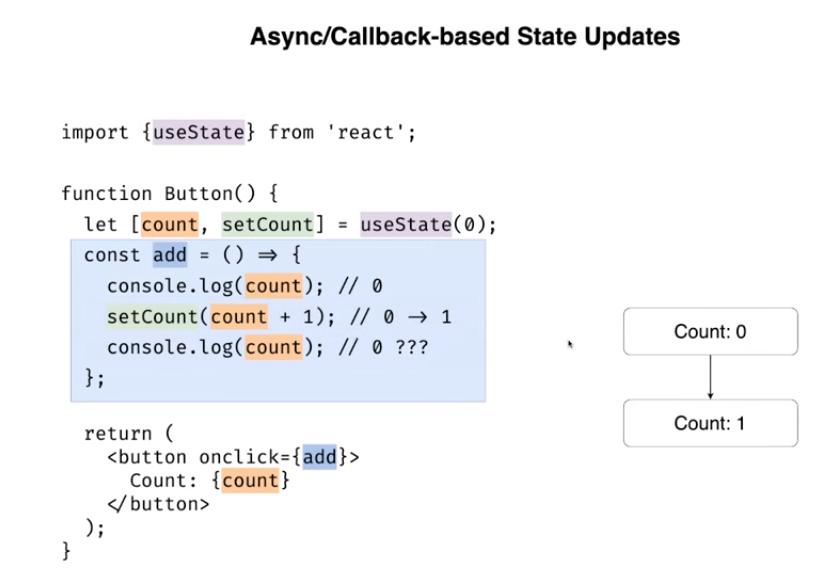 Async/Callback-based State Updates
import {useState} from 'react';
function Button() {
let [count, setCount] = useState(0);
const add = () ⇒ {
console.log(count); // 0
setCount(count + 1); // 0 → 1
console.log(count); // 0 ???
};
return (
<button onclick={add}>
Count: {count}
</button>
);
}
Count: 0
Count: 1